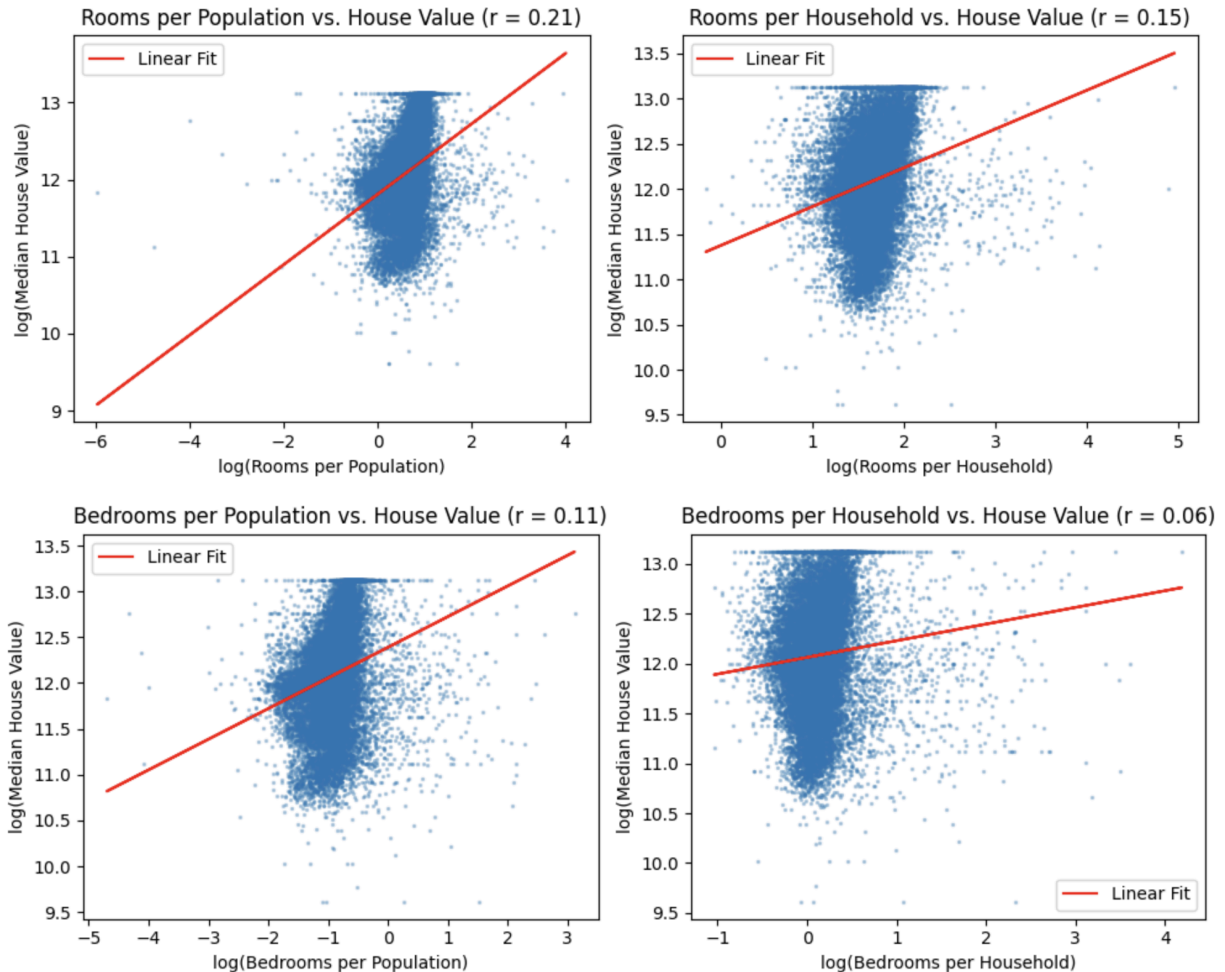 Rooms per Population vs. House Value (r = 0.21)
Linear Fit
13
12
11
10
9
log(Median House Value)
−6 −4 −2 0 2 4
log(Rooms per Population)
Rooms per Household vs. House Value (r = 0.15)
Linear Fit
13.5
13.0
12.5
12.0
11.5
11.0
10.5
10.0
9.5
log(Median House Value)
0 1 2 3 4 5
log(Rooms per Household)
Bedrooms per Population vs. House Value (r = 0.11)
Linear Fit
13.5
13.0
12.5
12.0
11.5
11.0
10.5
10.0
9.5
log(Median House Value)
−5 −4 −3 −2 −1 0 1 2 3
log(Bedrooms per Population)
Bedrooms per Household vs. House Value (r = 0.06)
13.0
12.5
12.0
11.5
11.0
10.5
10.0
9.5
log(Median House Value)
Linear Fit
−1 0 1 2 3 4
log(Bedrooms per Household)